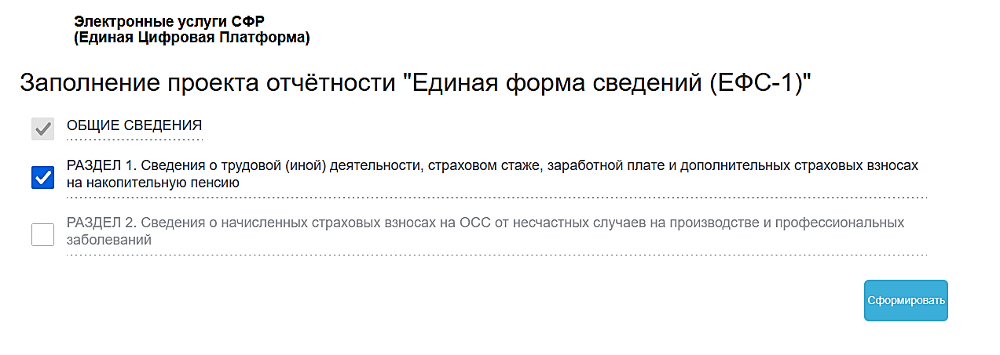 Электронные услуги СФР
(Единая Цифровая Платформа)
Заполнение проекта отчётности "Единая форма сведений (ЕФС-1)"
ОБЩИЕ СВЕДЕНИЯ
РАЗДЕЛ 1. Сведения о трудовой (иной) деятельности, страховом стаже, заработной плате и дополнительных страховых взносах
на накопительную пенсию
РАЗДЕЛ 2. Сведения о начисленных страховых взносах на ОСС от несчастных случаев на производстве и профессиональных
заболеваний
Сформировать